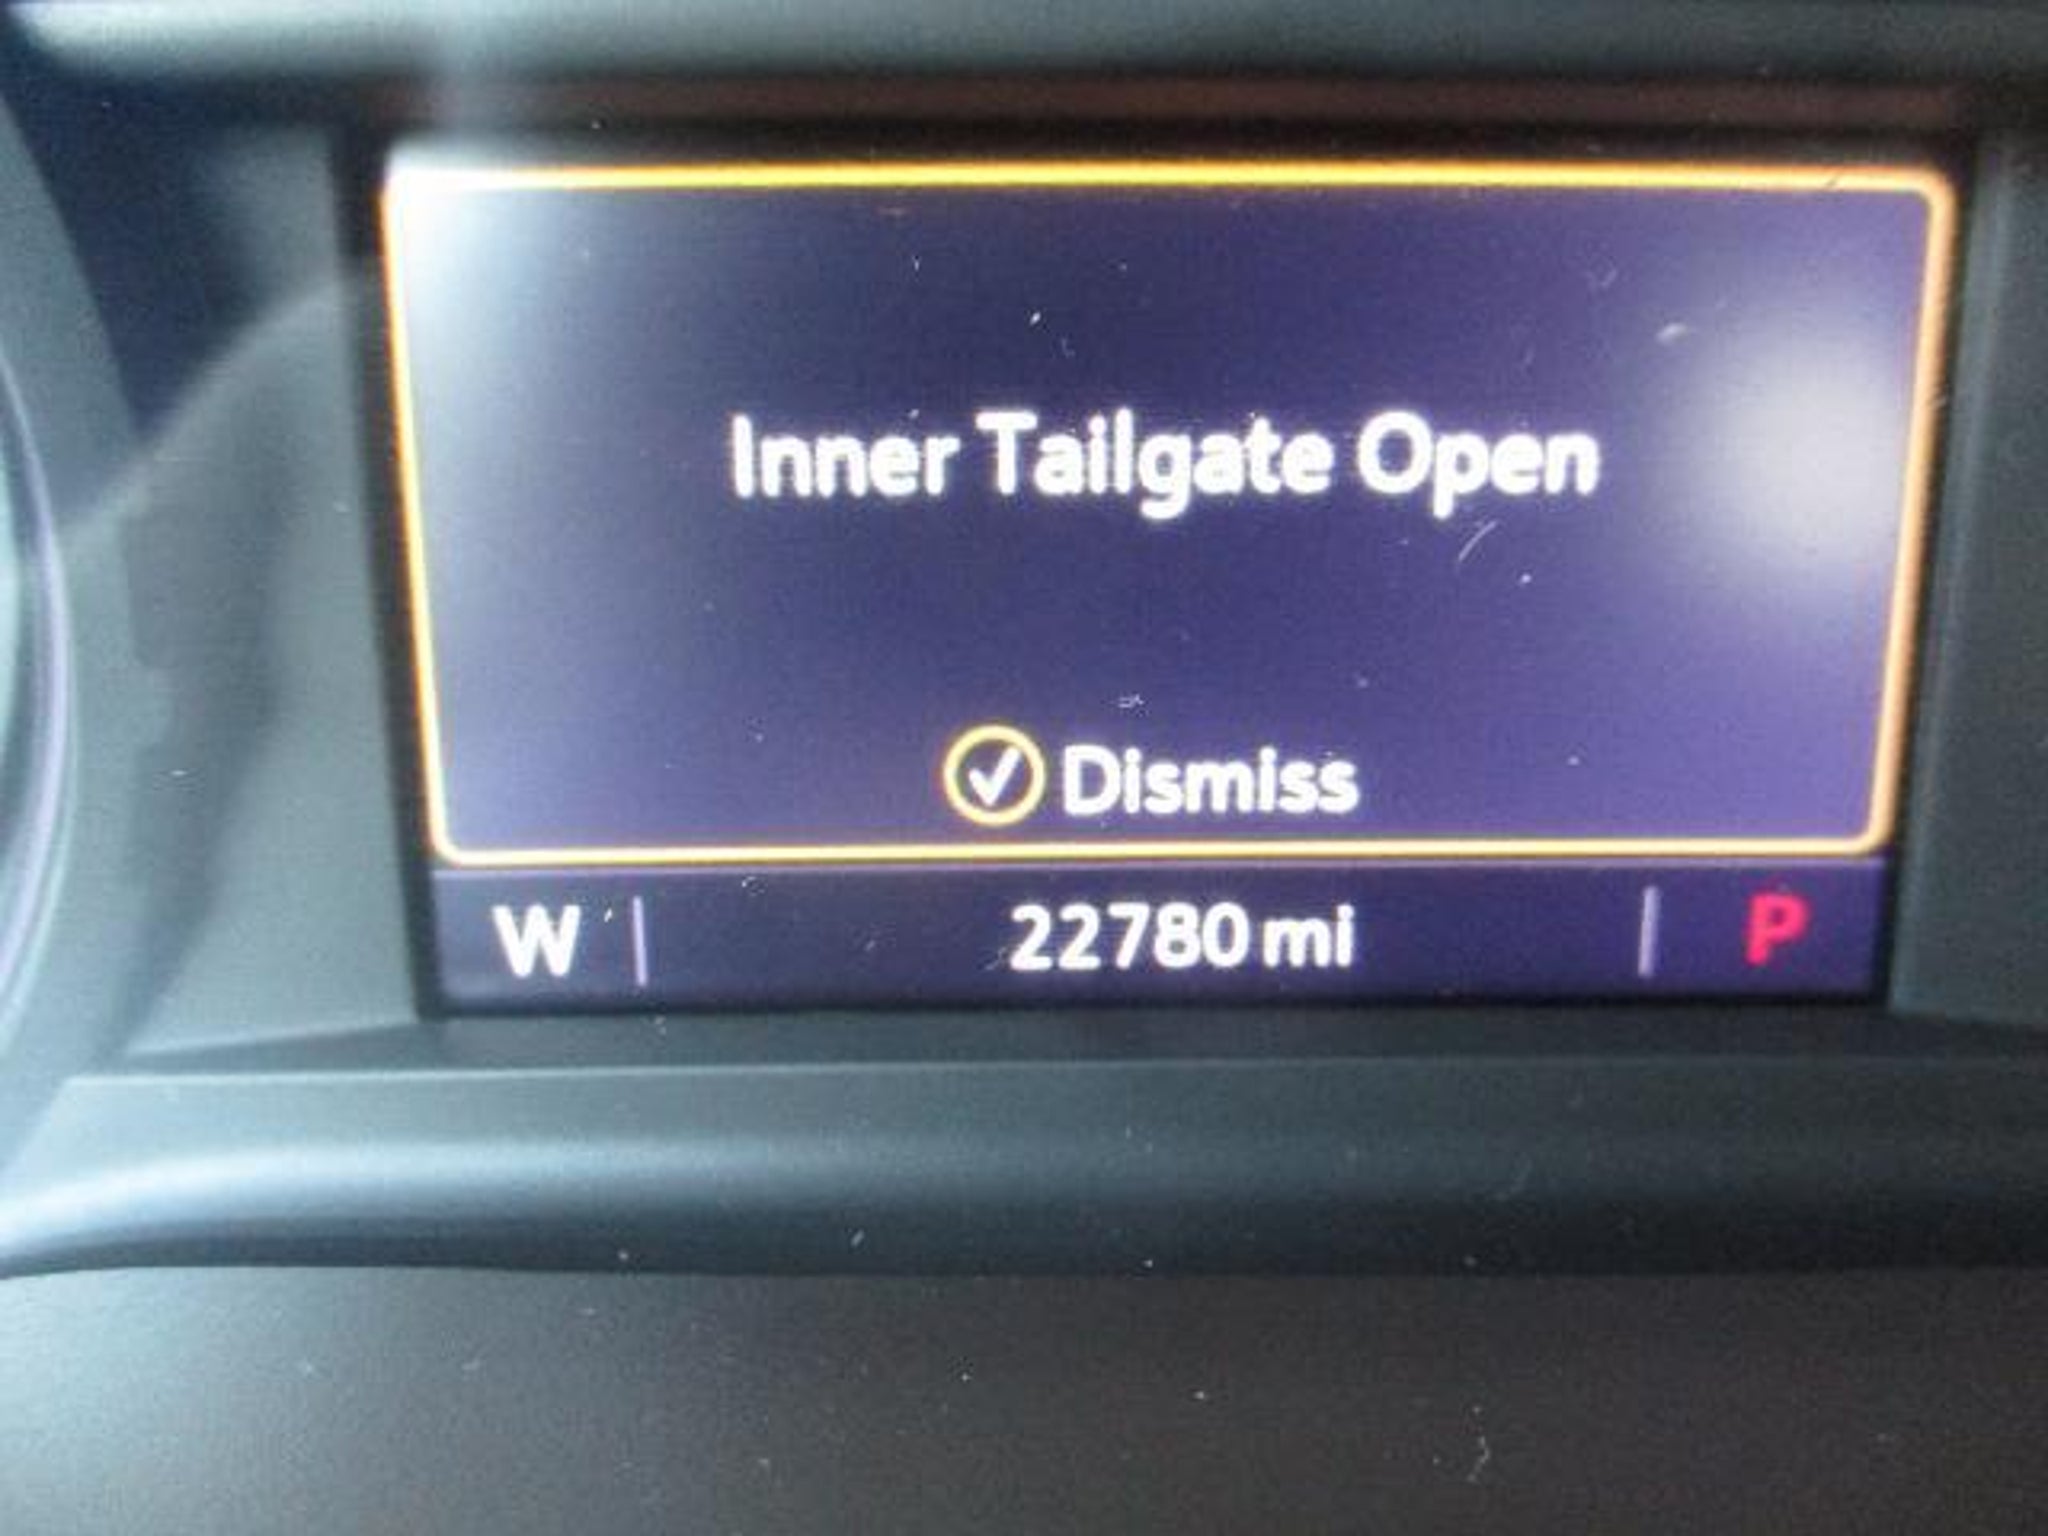 Inner Tailgate Open
Dismiss
W 22780 mi P